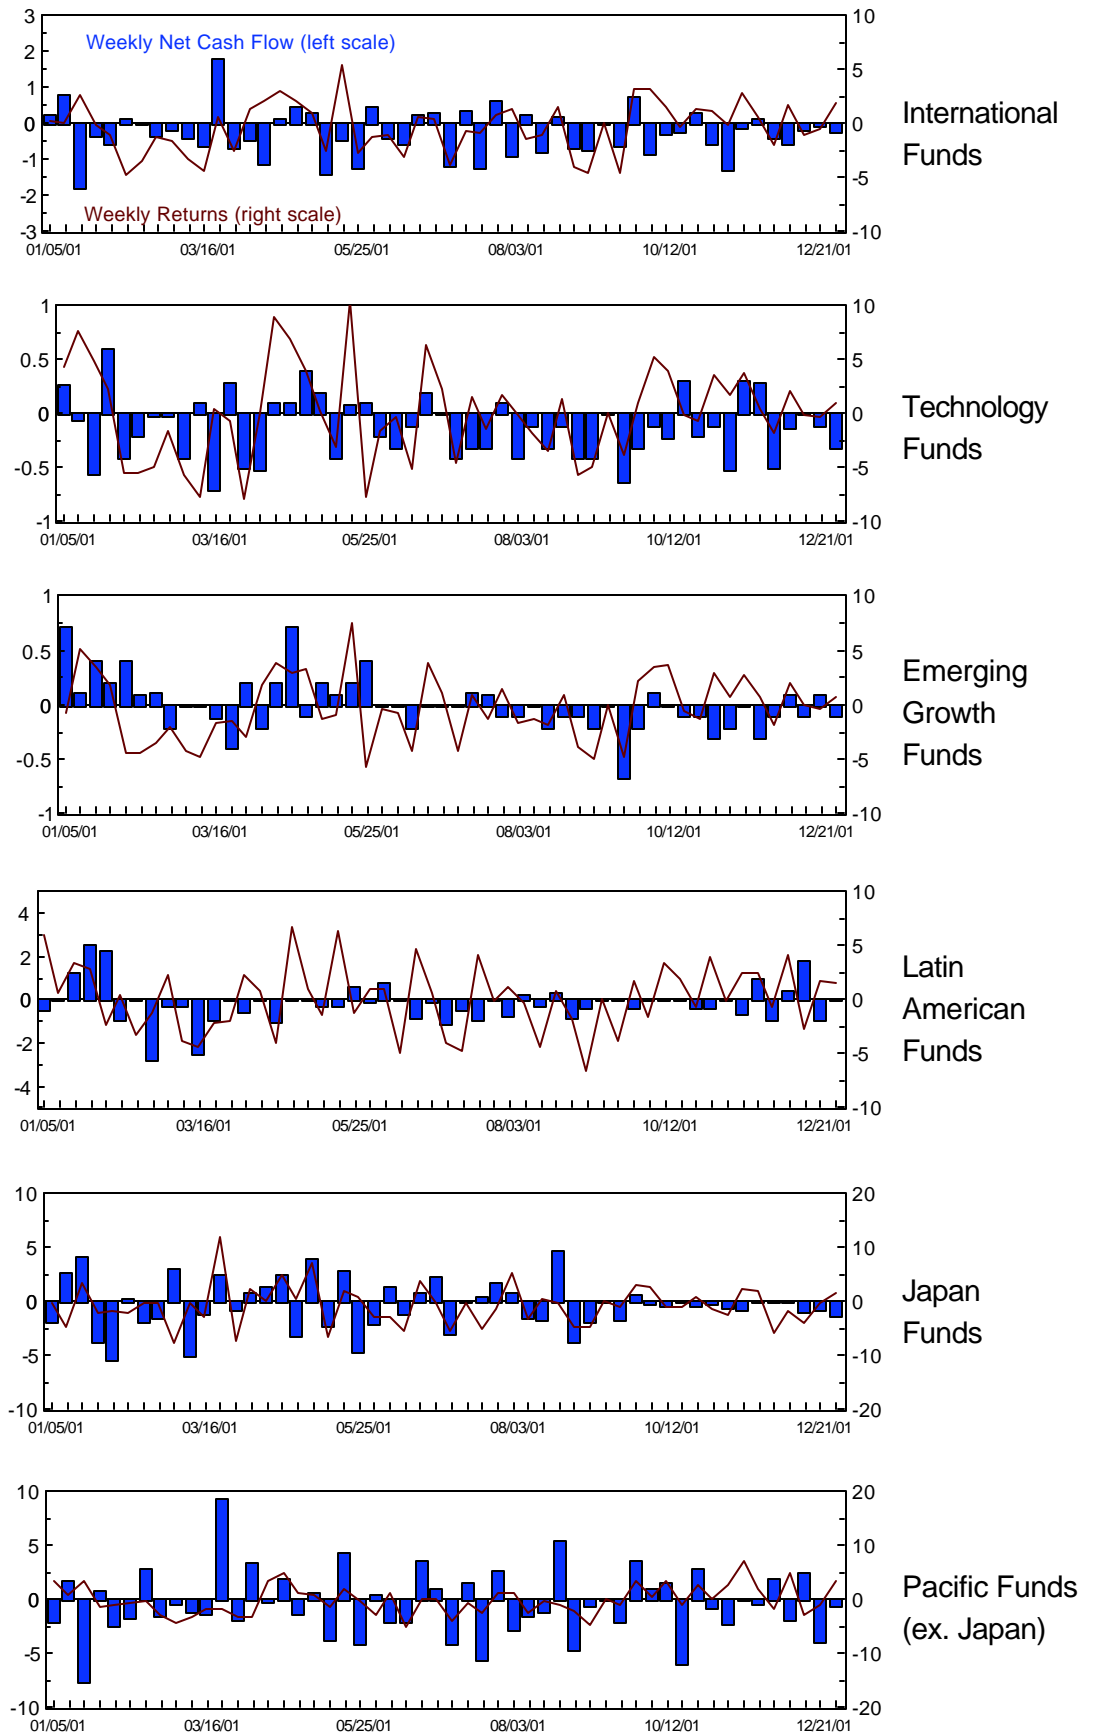 3 10
Weekly Net Cash Flow (left scale)
2
5
1
International
0 0
Funds
-1
-5
-2
Weekly Returns (right scale)
-3 -10
01/05/01 03/16/01 05/25/01 08/03/01 10/12/01 12/21/01
1 10
0.5 5
Technology
0 0
Funds
-0.5 -5
-1 -10
01/05/01 03/16/01 05/25/01 08/03/01 10/12/01 12/21/01
1 10
Emerging
0.5 5
Growth
0 0
Funds
-0.5 -5
-1 -10
01/05/01 03/16/01 05/25/01 08/03/01 10/12/01 12/21/01
10
4
5
2
Latin
0 0
American
-2
Funds
-5
-4
-10
01/05/01 03/16/01 05/25/01 08/03/01 10/12/01 12/21/01
10 20
5 10
Japan
0 0
Funds
-5 -10
-10 -20
01/05/01 03/16/01 05/25/01 08/03/01 10/12/01 12/21/01
10 20
5 10
Pacific Funds
0 0
(ex. Japan)
-5 -10
-10 -20
01/05/01 03/16/01 05/25/01 08/03/01 10/12/01 12/21/01